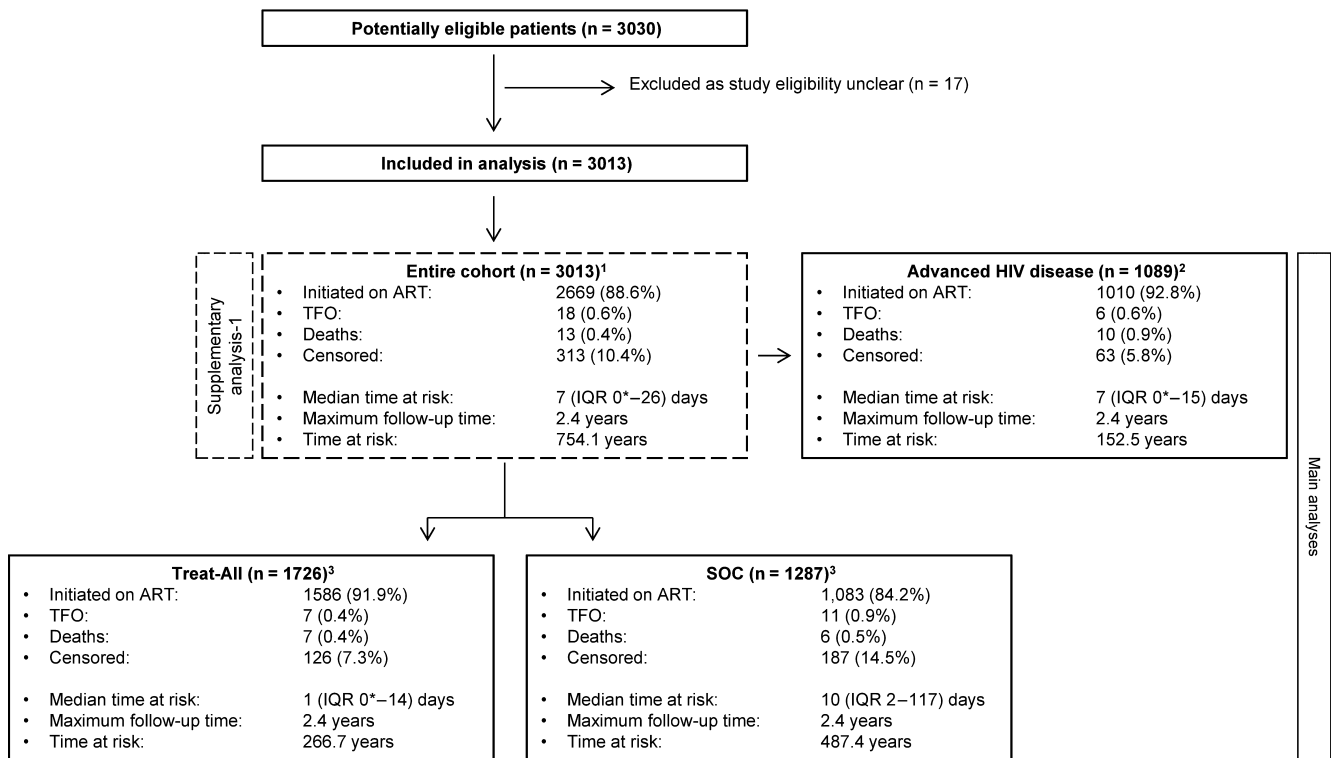 Potentially eligible patients (n = 3030)
Excluded as study eligibility unclear (n = 17)
Included in analysis (n = 3013)
Supplementary
analysis-1
Entire cohort (n = 3013)¹
• Initiated on ART: 2669 (88.6%)
• TFO: 18 (0.6%)
• Deaths: 13 (0.4%)
• Censored: 313 (10.4%)
• Median time at risk: 7 (IQR 0*–26) days
• Maximum follow-up time: 2.4 years
• Time at risk: 754.1 years
Advanced HIV disease (n = 1089)²
• Initiated on ART: 1010 (92.8%)
• TFO: 6 (0.6%)
• Deaths: 10 (0.9%)
• Censored: 63 (5.8%)
• Median time at risk: 7 (IQR 0*–15) days
• Maximum follow-up time: 2.4 years
• Time at risk: 152.5 years
Main analyses
Treat-All (n = 1726)³
• Initiated on ART: 1586 (91.9%)
• TFO: 7 (0.4%)
• Deaths: 7 (0.4%)
• Censored: 126 (7.3%)
• Median time at risk: 1 (IQR 0*–14) days
• Maximum follow-up time: 2.4 years
• Time at risk: 266.7 years
SOC (n = 1287)³
• Initiated on ART: 1,083 (84.2%)
• TFO: 11 (0.9%)
• Deaths: 6 (0.5%)
• Censored: 187 (14.5%)
• Median time at risk: 10 (IQR 2–117) days
• Maximum follow-up time: 2.4 years
• Time at risk: 487.4 years